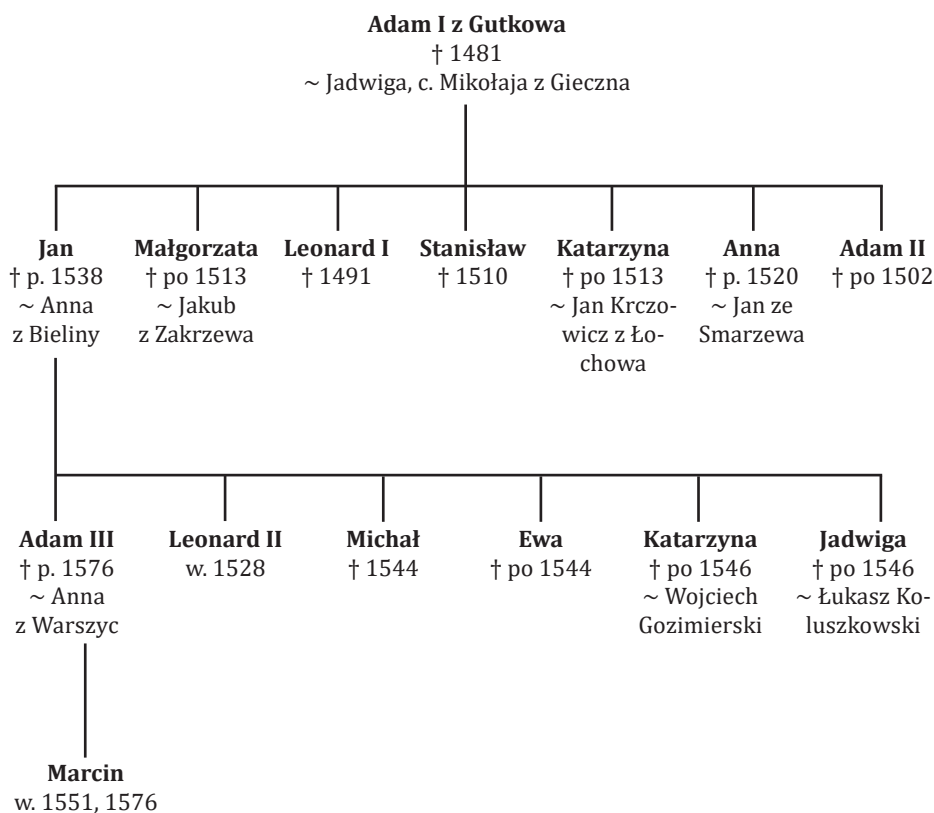 Adam I z Gutkowa
† 1481
~ Jadwiga, c. Mikołaja z Gieczna
Jan
† p. 1538
~ Anna
z Bieliny
Małgorzata
† po 1513
~ Jakub
z Zakrzewa
Leonard I
† 1491
Stanisław
† 1510
Katarzyna
† po 1513
~ Jan Krczo-
wicz z Ło-
chowa
Anna
† p. 1520
~ Jan ze
Smarzewa
Adam II
† po 1502
Adam III
† p. 1576
~ Anna
z Warszyc
Leonard II
w. 1528
Michał
† 1544
Ewa
† po 1544
Katarzyna
† po 1546
~ Wojciech
Gozimierski
Jadwiga
† po 1546
~ Łukasz Ko-
luszkowski
Marcin
w. 1551, 1576